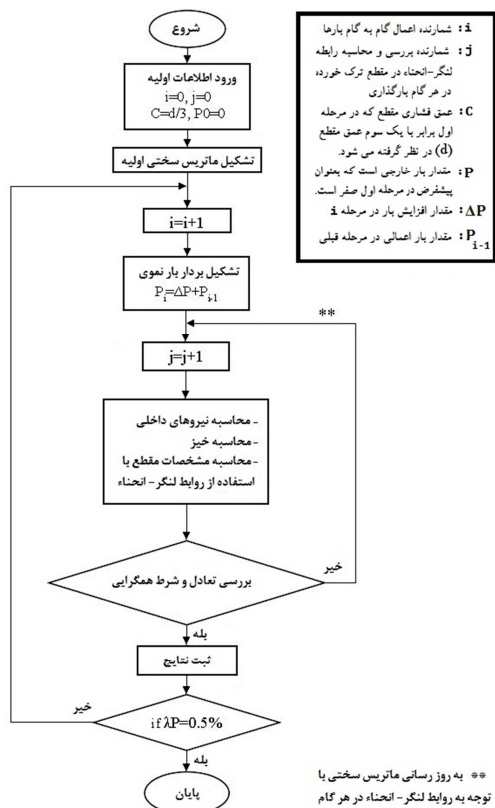 شروع
ورود اطلاعات اولیه
i=0, j=0
C=d/3, P0=0
تشکیل ماتریس سختی اولیه
i=i+1
تشکیل بردار بار نموی
P_i=ΔP+P_{i-1}
**
j=j+1
- محاسبه نیروهای داخلی
- محاسبه خیز
- محاسبه مشخصات مقطع با
استفاده از روابط لنگر- انحناء
بررسی تعادل و شرط همگرایی
خیر
بله
ثبت نتایج
if λP=0.5%
خیر
بله
پایان
i: شمارنده اعمال گام به گام بارها
j: شمارنده بررسی و محاسبه رابطه
لنگر-انحناء در مقطع ترک خورده
در هر گام بارگذاری
C: عمق فشاری مقطع که در مرحله
اول برابر با یک سوم عمق مقطع
(d) در نظر گرفته می شود.
P: مقدار بار خارجی است که بعنوان
پیشفرض در مرحله اول صفر است.
ΔP: مقدار افزایش بار در مرحله i
P_{i-1}: مقدار بار اعمالی در مرحله قبلی
** به روز رسانی ماتریس سختی با
توجه به روابط لنگر- انحناء در هر گام